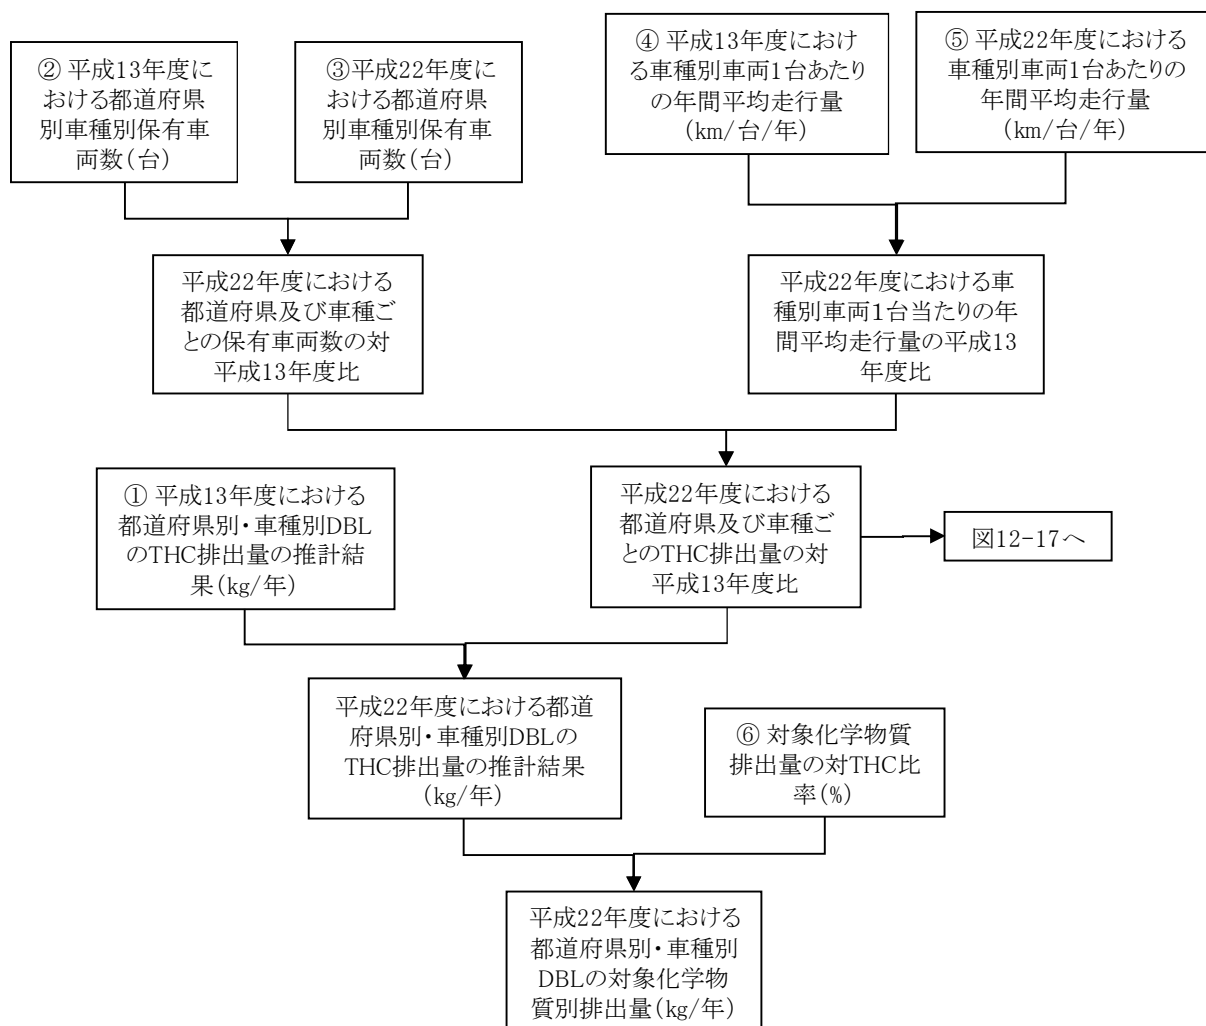 ② 平成13年度に
おける都道府県
別車種別保有車
両数(台)
③平成22年度に
おける都道府県
別車種別保有車
両数(台)
④ 平成13年度におけ
る車種別車両1台あたり
の年間平均走行量
(km/台/年)
⑤ 平成22年度における
車種別車両1台あたりの
年間平均走行量
(km/台/年)
平成22年度における
都道府県及び車種ご
との保有車両数の対
平成13年度比
平成22年度における車
種別車両1台当たりの年
間平均走行量の平成13
年度比
① 平成13年度における
都道府県別・車種別DBL
のTHC排出量の推計結
果(kg/年)
平成22年度における
都道府県及び車種ご
とのTHC排出量の対
平成13年度比
図12-17へ
平成22年度における都道
府県別・車種別DBLの
THC排出量の推計結果
(kg/年)
⑥ 対象化学物質
排出量の対THC比
率(%)
平成22年度における
都道府県別・車種別
DBLの対象化学物
質別排出量(kg/年)